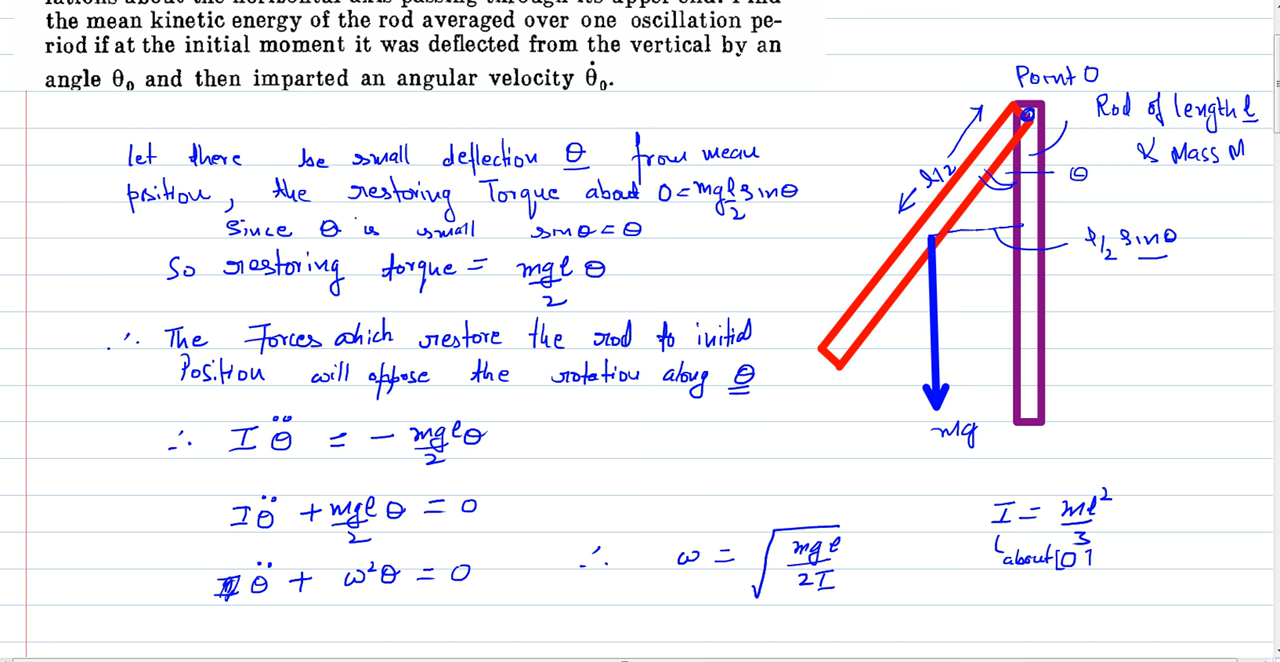 the mean kinetic energy of the rod averaged over one oscillation pe-
riod if at the initial moment it was deflected from the vertical by an
angle θ₀ and then imparted an angular velocity θ̇₀.
let there be small deflection θ from mean
position, the restoring Torque about O = mg l/2 sinθ
since θ is small sinθ = θ
So restoring torque = mgl/2 θ
∴ The Forces which restore the rod to initial
Position will oppose the rotation along θ
∴ I θ̈ = - mglθ/2
I θ̈ + mgl/2 θ = 0
θ̈ + ω²θ = 0
∴ ω = √(mgl/2I)
Point O
Rod of length l
& Mass M
l/2
θ
l/2 sinθ
Mg
I = ml²/3
about [O]